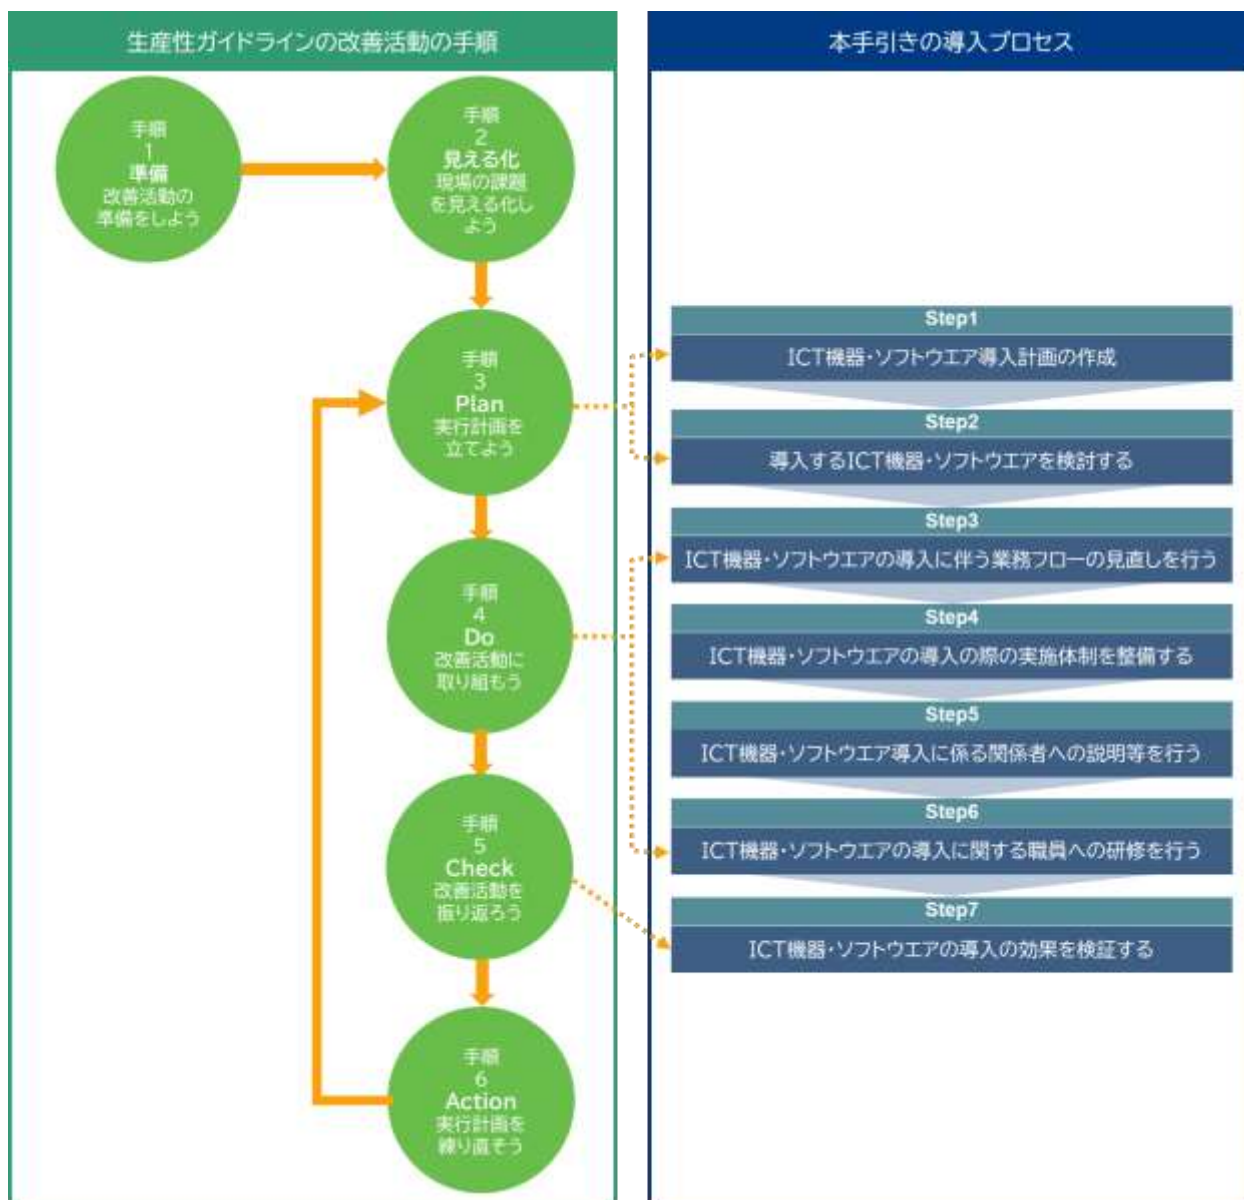 生産性ガイドラインの改善活動の手順
手順
1
準備
改善活動の
準備をしよう
手順
2
見える化
現場の課題
を見える化し
よう
手順
3
Plan
実行計画を
立てよう
手順
4
Do
改善活動に
取り組もう
手順
5
Check
改善活動を
振り返ろう
手順
6
Action
実行計画を
練り直そう
本手引きの導入プロセス
Step1
ICT機器・ソフトウエア導入計画の作成
Step2
導入するICT機器・ソフトウエアを検討する
Step3
ICT機器・ソフトウエアの導入に伴う業務フローの見直しを行う
Step4
ICT機器・ソフトウエアの導入の際の実施体制を整備する
Step5
ICT機器・ソフトウエア導入に係る関係者への説明等を行う
Step6
ICT機器・ソフトウエアの導入に関する職員への研修を行う
Step7
ICT機器・ソフトウエアの導入の効果を検証する